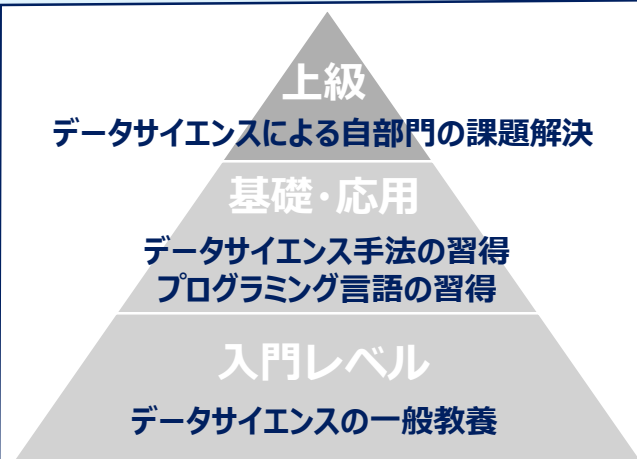 上級
データサイエンスによる自部門の課題解決
基礎・応用
データサイエンス手法の習得
プログラミング言語の習得
入門レベル
データサイエンスの一般教養